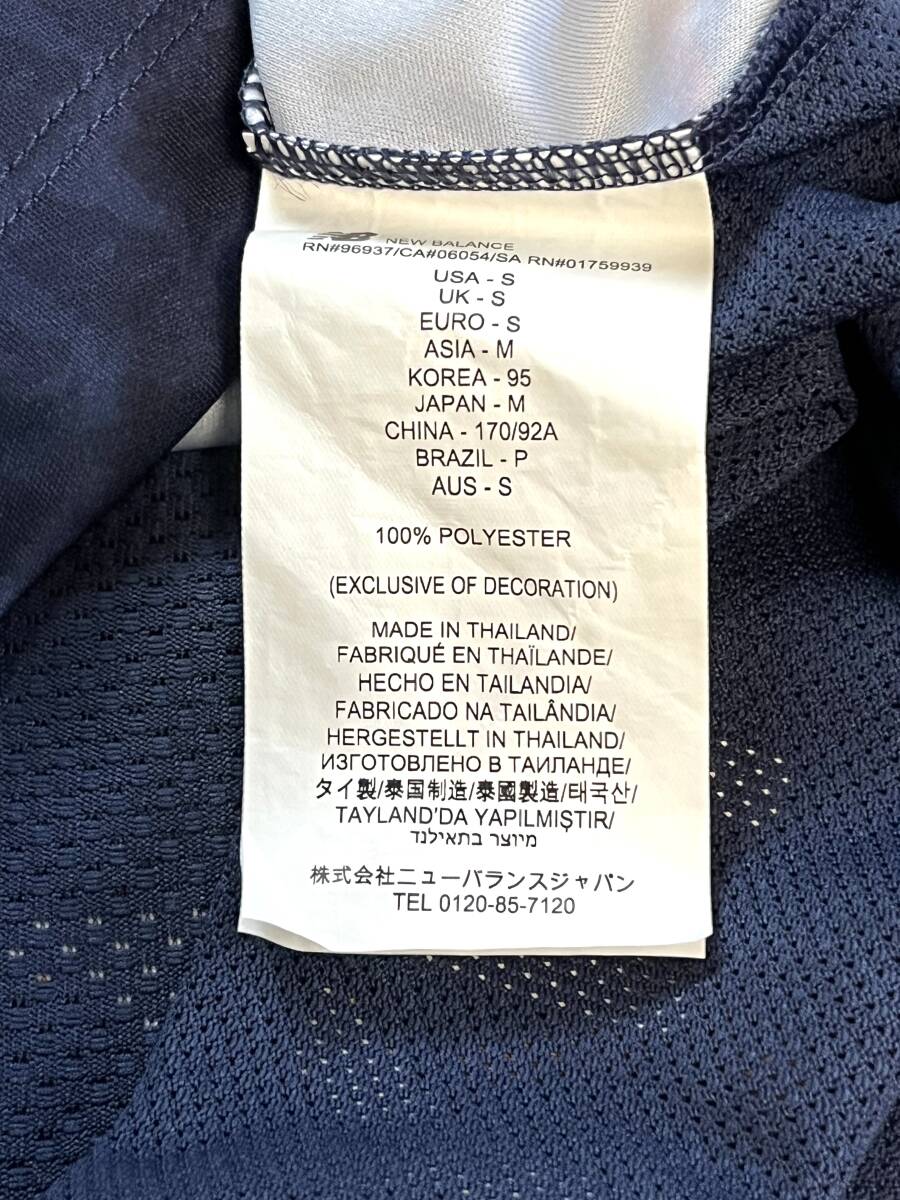 NB NEW BALANCE
RN#96937/CA#06054/SA RN#01759939
USA - S
UK - S
EURO - S
ASIA - M
KOREA - 95
JAPAN - M
CHINA - 170/92A
BRAZIL - P
AUS - S
100% POLYESTER
(EXCLUSIVE OF DECORATION)
MADE IN THAILAND/
FABRIQUÉ EN THAÏLANDE/
HECHO EN TAILANDIA/
FABRICADO NA TAILÂNDIA/
HERGESTELLT IN THAILAND/
ИЗГОТОВЛЕНО В ТАИЛАНДЕ/
タイ製/泰国制造/泰國製造/태국산/
TAYLAND'DA YAPILMIŞTIR/
מיוצר בתאילנד
株式会社ニューバランスジャパン
TEL 0120-85-7120